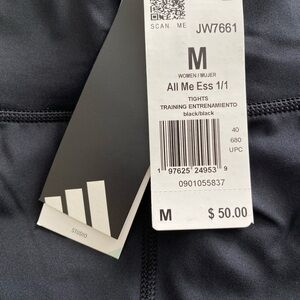 SCAN ME
JW7661
M
WOMEN / MUJER
All Me Ess 1/1
TIGHTS
TRAINING ENTRENAMIENTO
black/black
40
680
UPC
1 97625 24953 9
0901055837
M $ 50.00
STUDIO